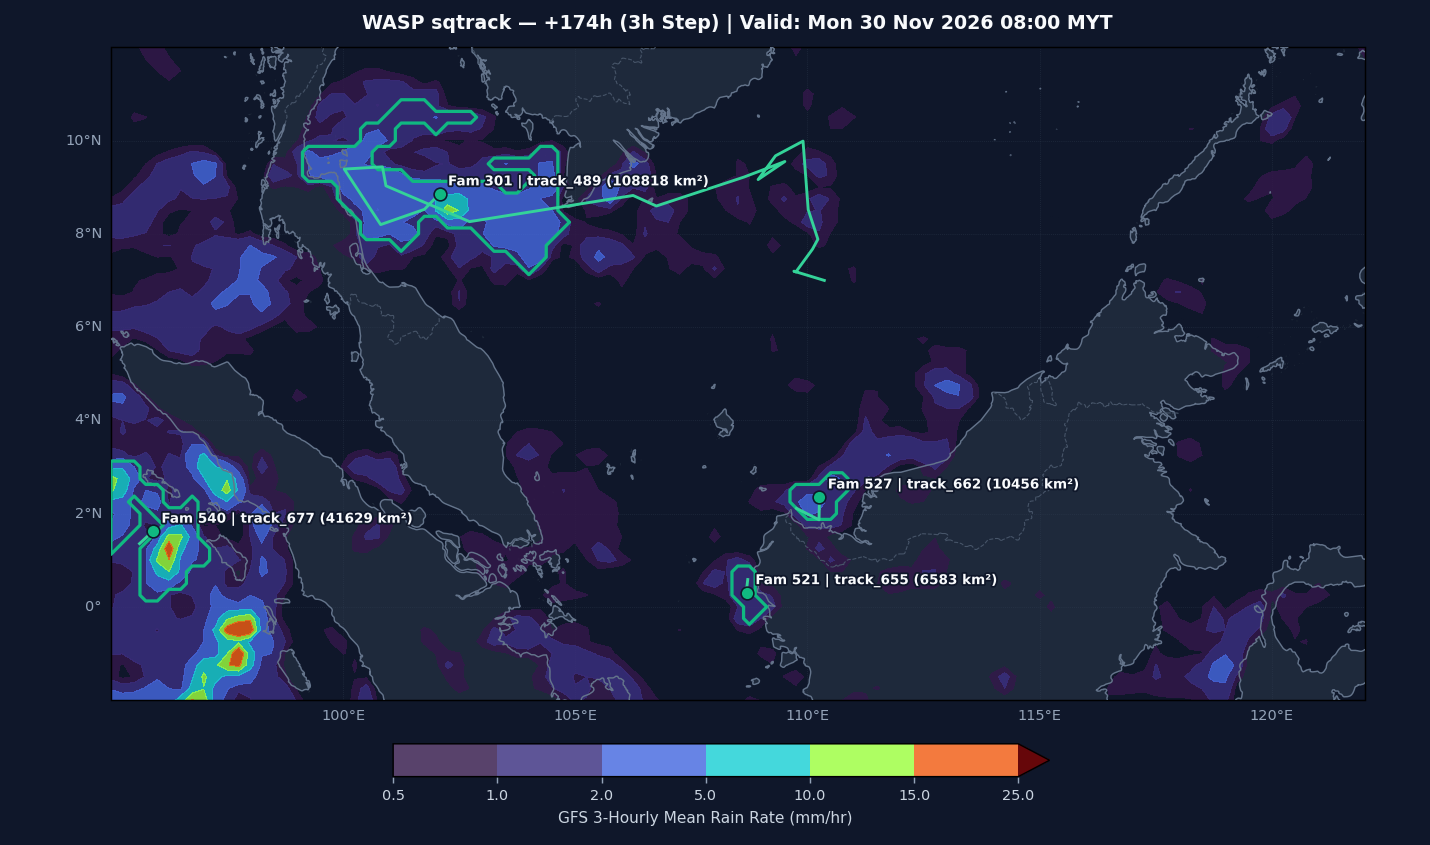 WASP sqtrack — +174h (3h Step) | Valid: Mon 30 Nov 2026 08:00 MYT
10°N
Fam 301 | track_489 (108818 km²)
8°N
6°N
4°N
Fam 527 | track_662 (10456 km²)
2°N
Fam 540 | track_677 (41629 km²)
Fam 521 | track_655 (6583 km²)
0°
100°E 105°E 110°E 115°E 120°E
0.5 1.0 2.0 5.0 10.0 15.0 25.0
GFS 3-Hourly Mean Rain Rate (mm/hr)